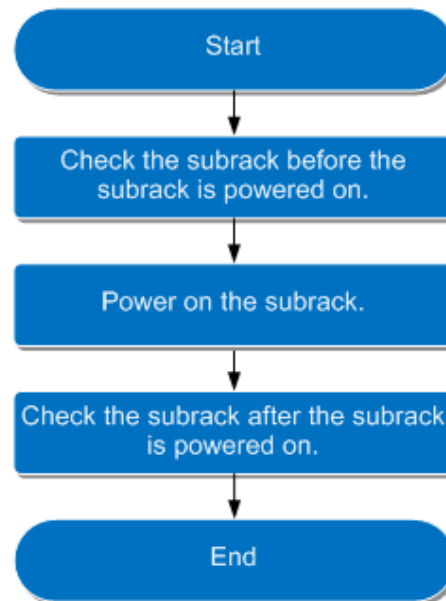 Start
Check the subrack before the
subrack is powered on.
Power on the subrack.
Check the subrack after the subrack
is powered on.
End